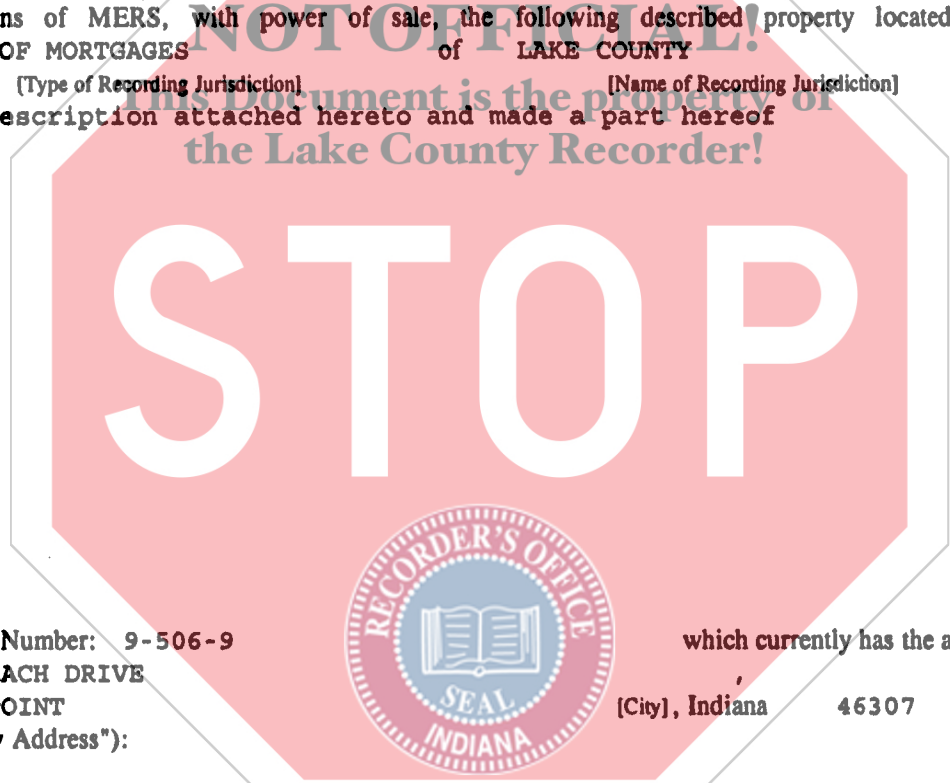 ns of MERS, with power of sale, the following described property located
NOT OFFICIAL!
OF MORTGAGES of LAKE COUNTY
[Type of Recording Jurisdiction] [Name of Recording Jurisdiction]
This Document is the property of
escription attached hereto and made a part hereof
the Lake County Recorder!
STOP
RECORDER'S OFFICE
SEAL
INDIANA
Number: 9-506-9 which currently has the a
ACH DRIVE ,
OINT [City], Indiana 46307
Address"):